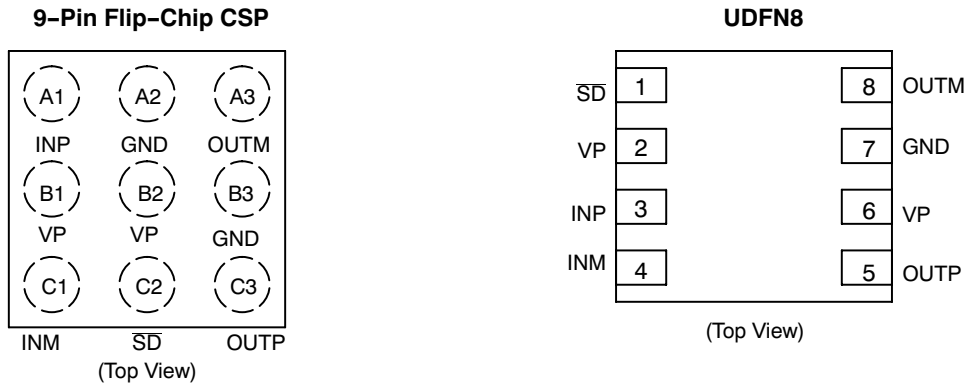 9–Pin Flip–Chip CSP
A1 A2 A3
INP GND OUTM
B1 B2 B3
VP VP GND
C1 C2 C3
INM SD OUTP
(Top View)
UDFN8
SD 1 8 OUTM
VP 2 7 GND
INP 3 6 VP
INM 4 5 OUTP
(Top View)